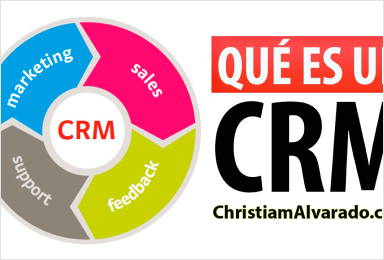 marketing
sales
CRM
support
feedback
QUÉ ES U
CRM
ChristiamAlvarado.c